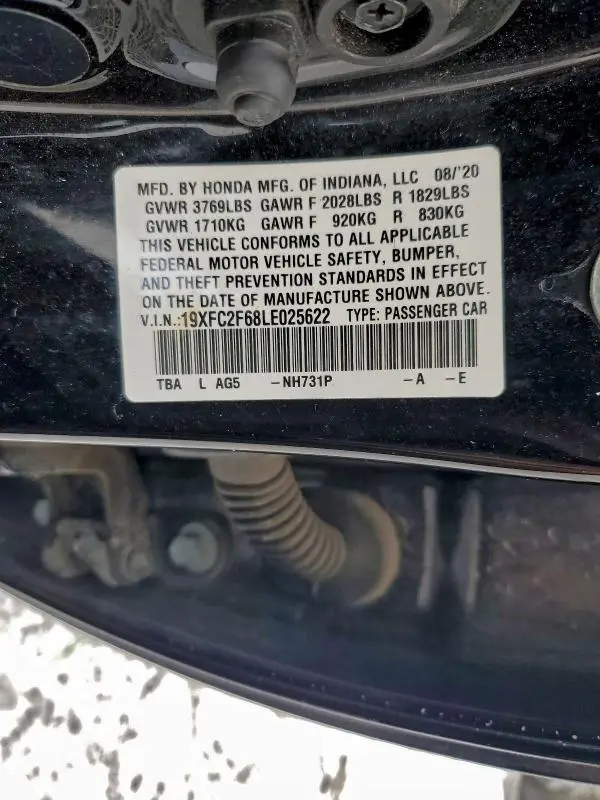 MFD. BY HONDA MFG. OF INDIANA, LLC 08/'20
GVWR 3769LBS GAWR F 2028LBS R 1829LBS
GVWR 1710KG GAWR F 920KG R 830KG
THIS VEHICLE CONFORMS TO ALL APPLICABLE
FEDERAL MOTOR VEHICLE SAFETY, BUMPER,
AND THEFT PREVENTION STANDARDS IN EFFECT
ON THE DATE OF MANUFACTURE SHOWN ABOVE.
V.I.N.:19XFC2F68LE025622 TYPE: PASSENGER CAR
TBA L AG5 -NH731P -A -E